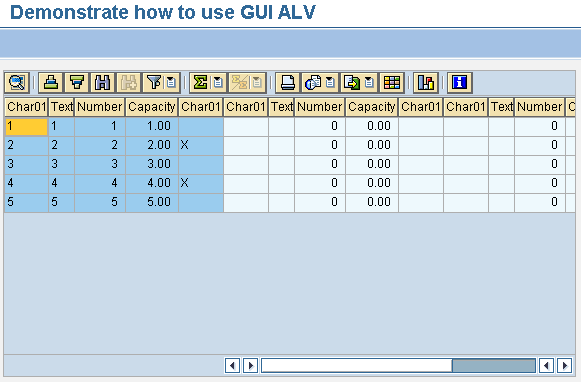 Demonstrate how to use GUI ALV
Char01 Text Number Capacity Char01 Char01 Text Number Capacity Char01 Char01 Text Number C
1 1 1 1.00 0 0.00 0
2 2 2 2.00 X 0 0.00 0
3 3 3 3.00 0 0.00 0
4 4 4 4.00 X 0 0.00 0
5 5 5 5.00 0 0.00 0